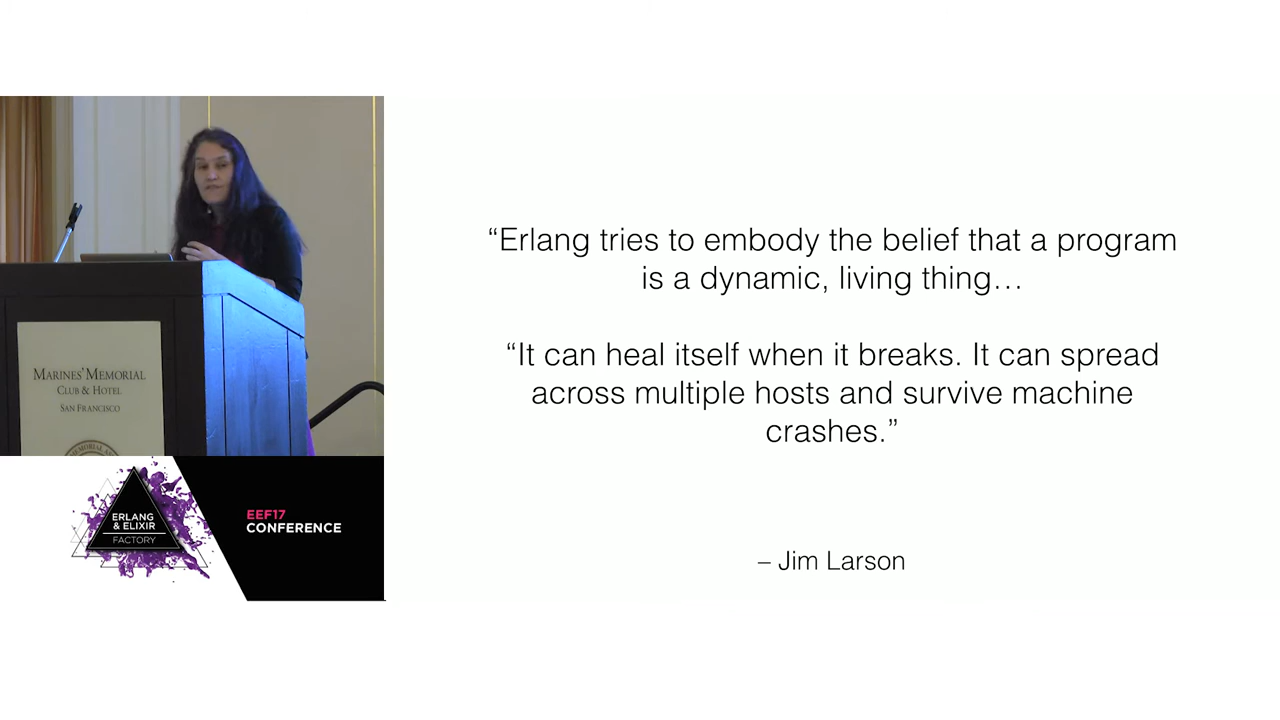 “Erlang tries to embody the belief that a program
is a dynamic, living thing…
“It can heal itself when it breaks. It can spread
across multiple hosts and survive machine
crashes.”
– Jim Larson
MARINES’ MEMORIAL
CLUB & HOTEL
SAN FRANCISCO
ERLANG
& ELIXIR
FACTORY
EEF17
CONFERENCE